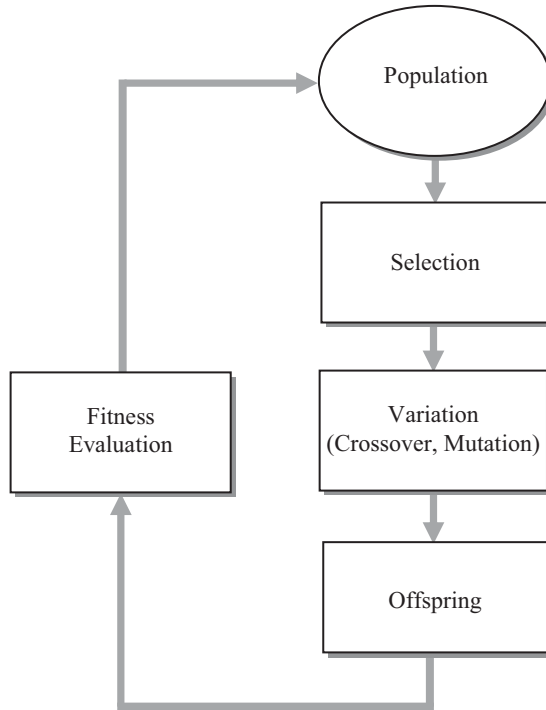 Population
Selection
Variation
(Crossover, Mutation)
Offspring
Fitness
Evaluation